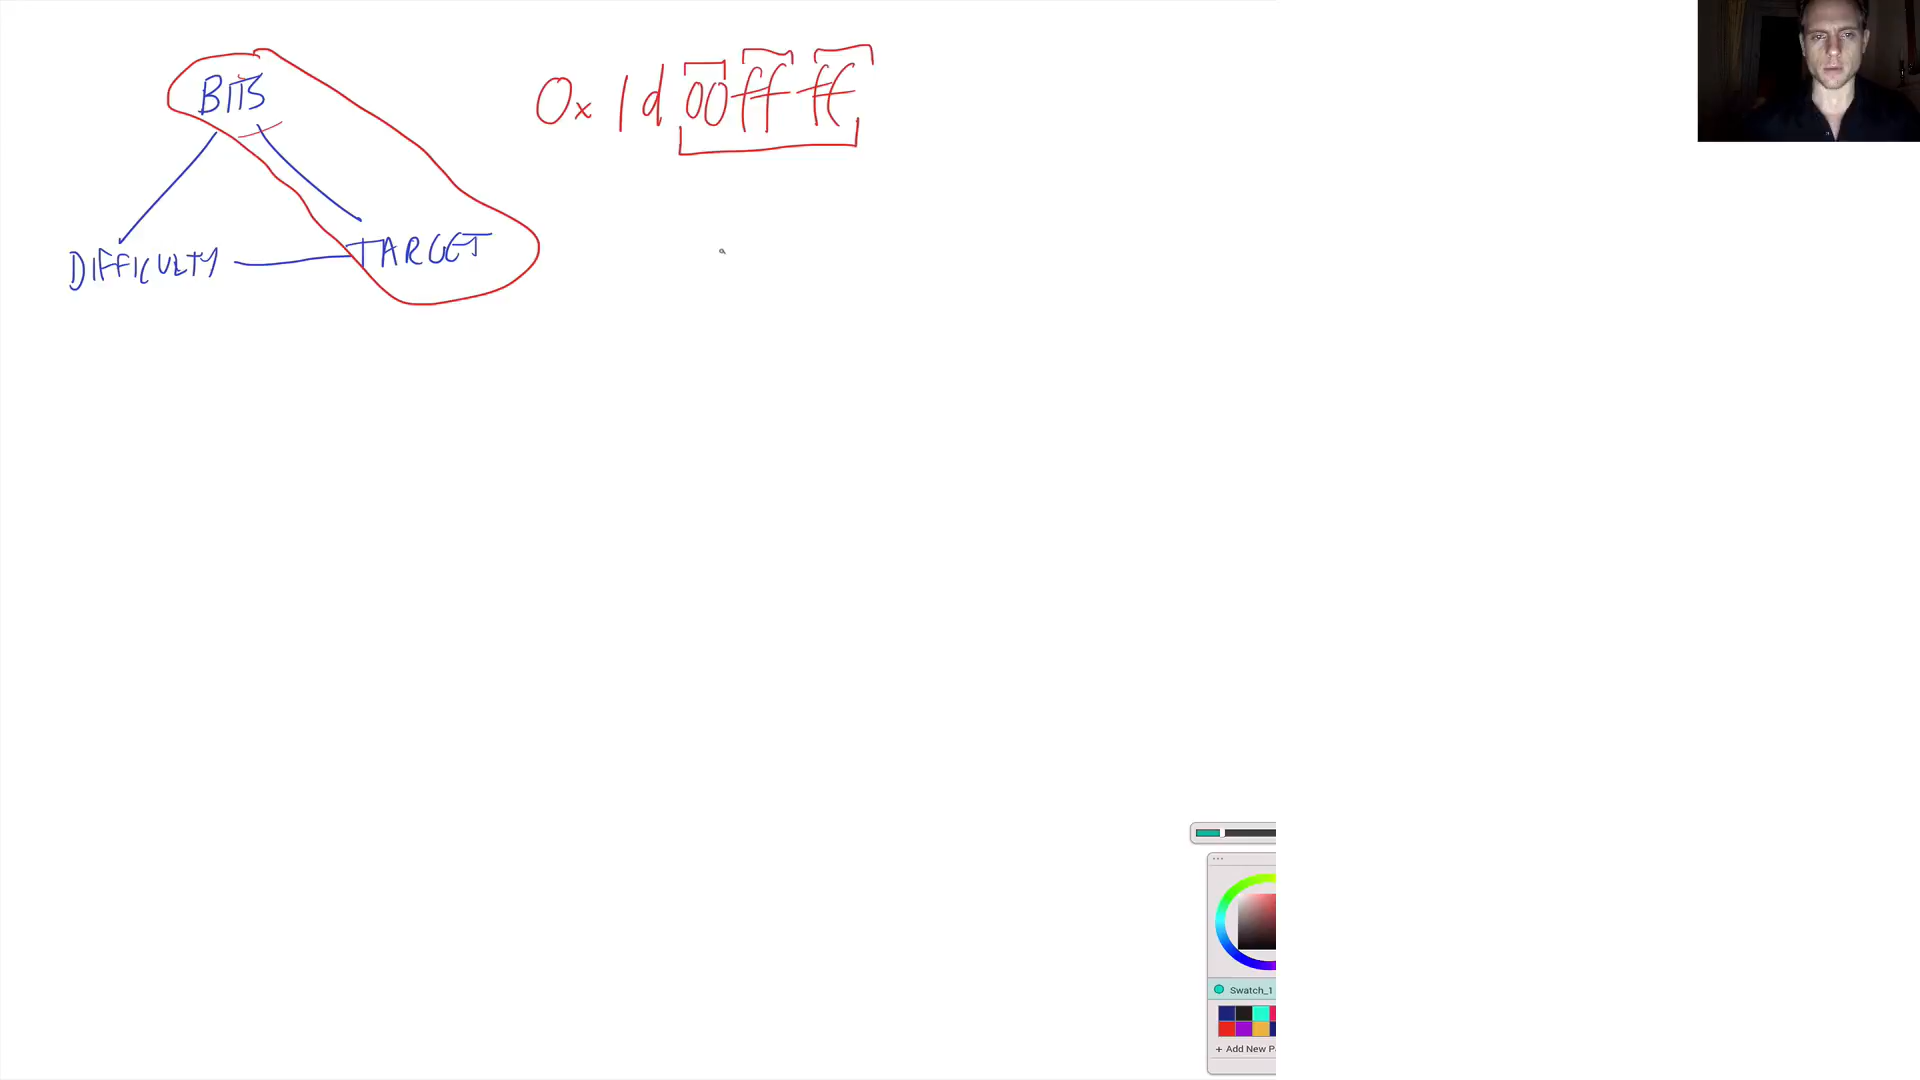 BITS
0x1d00ffff
DIFFICULTY
TARGET
Swatch_1
+ Add New P